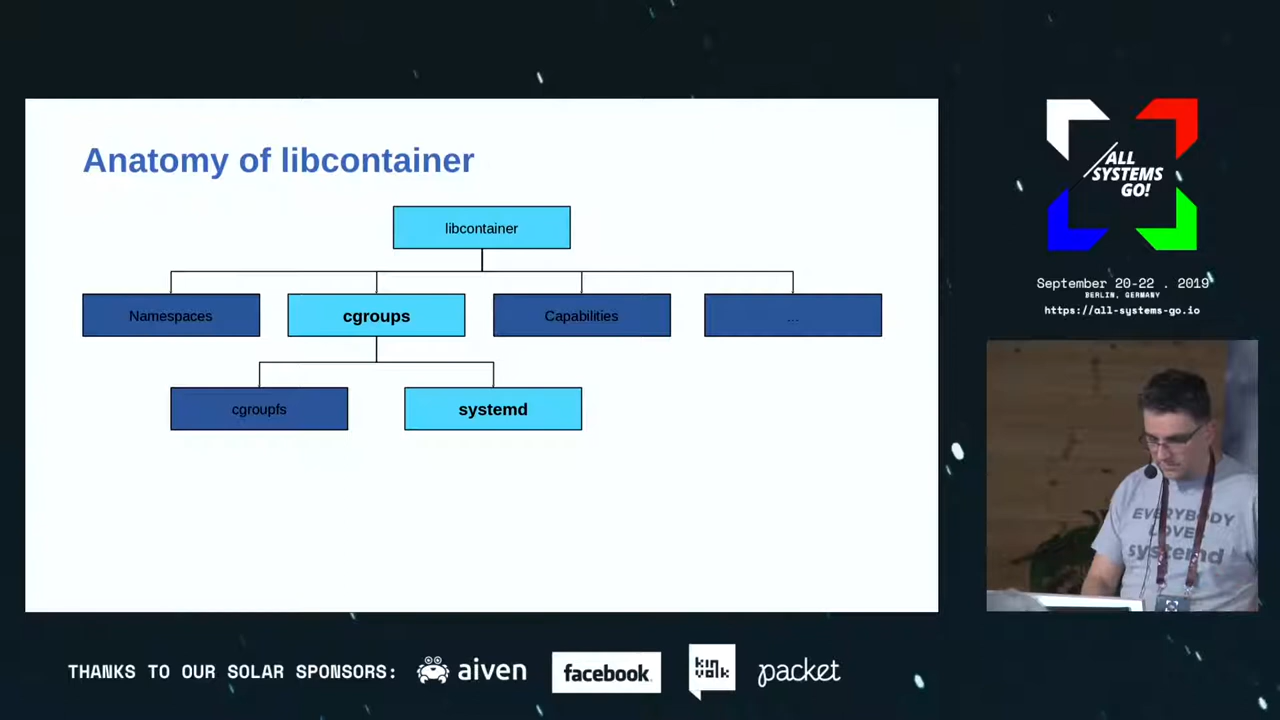 Anatomy of libcontainer
libcontainer
Namespaces
cgroups
Capabilities
...
cgroupfs
systemd
ALL
SYSTEMS
GO!
September 20-22 . 2019
BERLIN, GERMANY
https://all-systems-go.io
EVERYBODY
LOVES
systemd
THANKS TO OUR SOLAR SPONSORS:
aiven
facebook.
kinvolk
packet